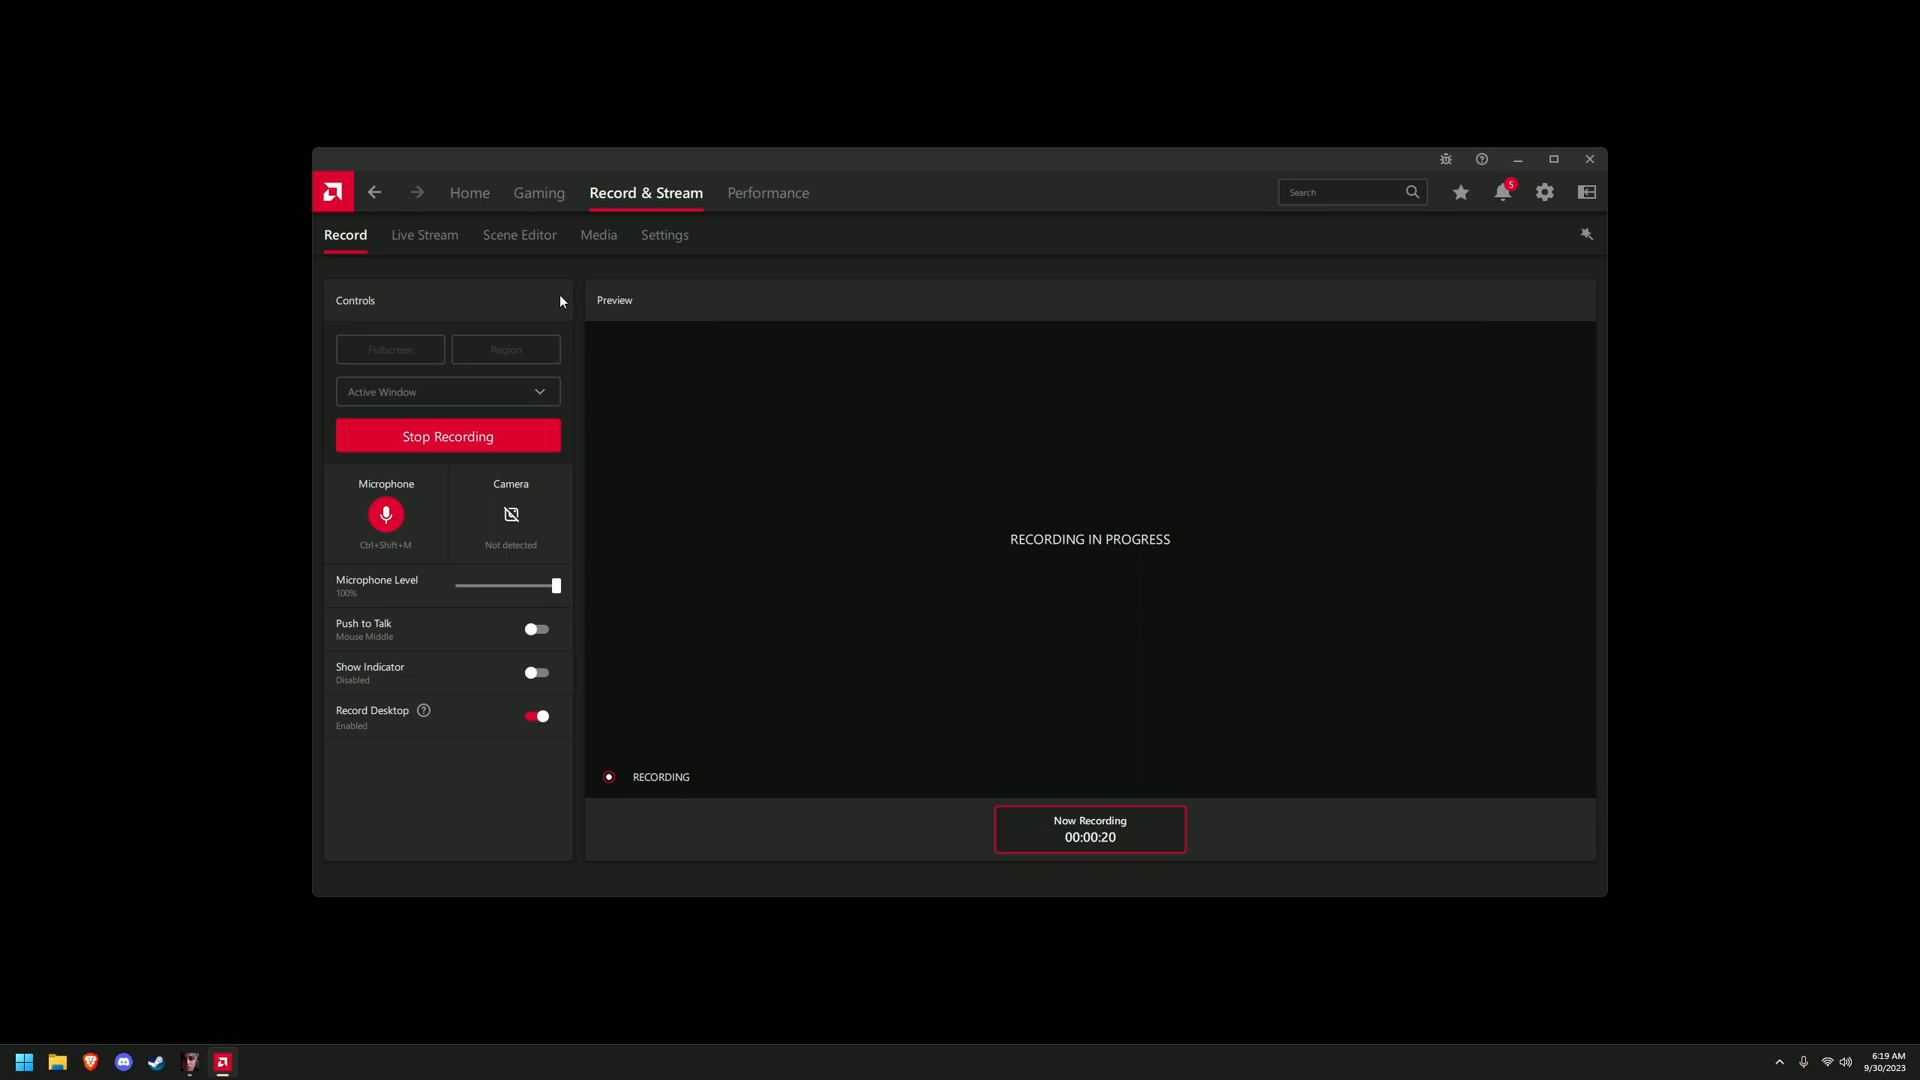 Home Gaming Record & Stream Performance Search 5
Record Live Stream Scene Editor Media Settings
Controls
Preview
Fullscreen Region
Active Window
Stop Recording
Microphone Camera
Ctrl+Shift+M Not detected
Microphone Level
100%
Push to Talk
Mouse Middle
Show Indicator
Disabled
Record Desktop ?
Enabled
RECORDING IN PROGRESS
RECORDING
Now Recording
00:00:20
6:19 AM
9/30/2023